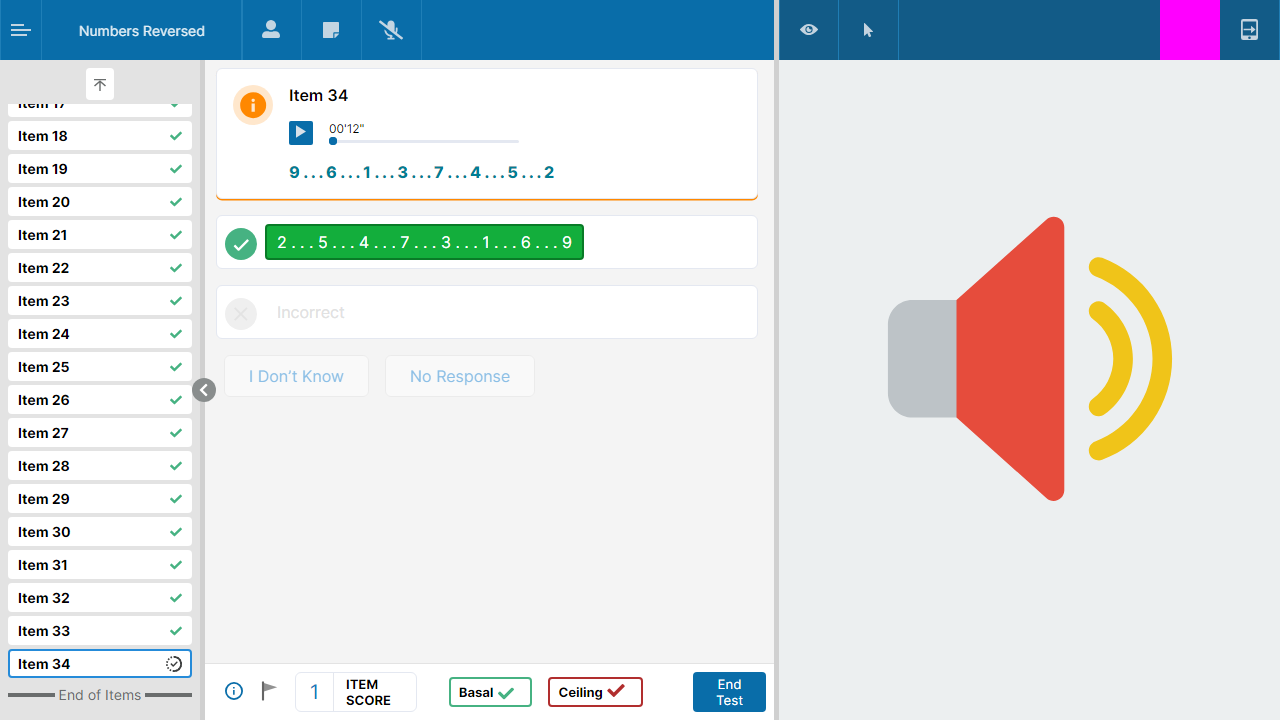 Numbers Reversed
Item 17
Item 18
Item 19
Item 20
Item 21
Item 22
Item 23
Item 24
Item 25
Item 26
Item 27
Item 28
Item 29
Item 30
Item 31
Item 32
Item 33
Item 34
End of Items
Item 34
00'12"
9...6...1...3...7...4...5...2
2...5...4...7...3...1...6...9
Incorrect
I Don't Know
No Response
1
ITEM
SCORE
Basal
Ceiling
End
Test